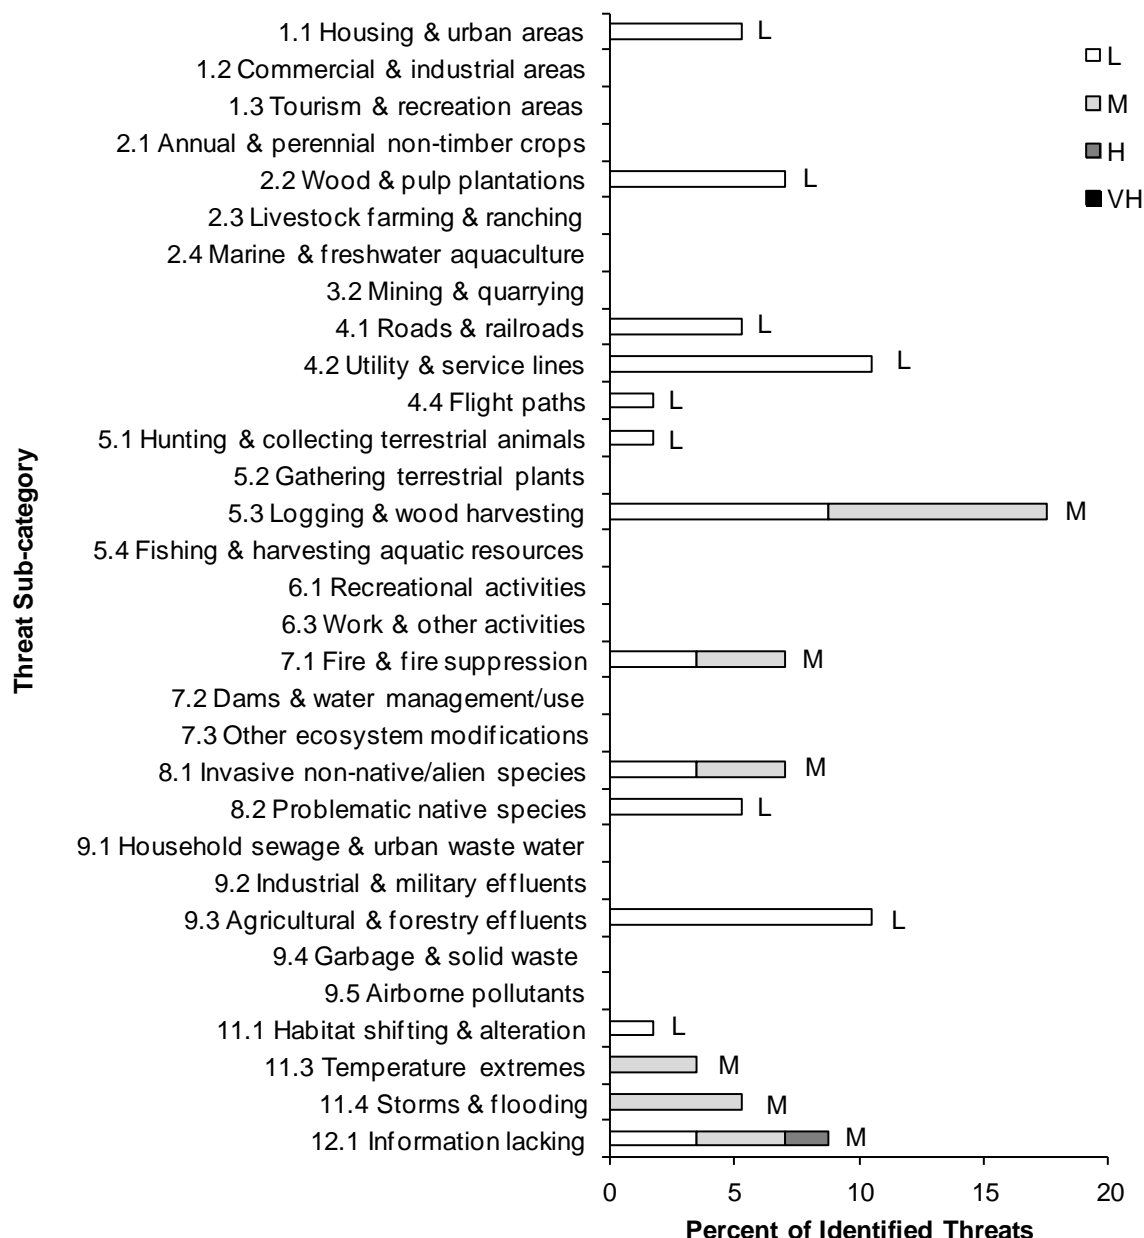 1.1 Housing & urban areas L
1.2 Commercial & industrial areas
1.3 Tourism & recreation areas
2.1 Annual & perennial non-timber crops
2.2 Wood & pulp plantations L
2.3 Livestock farming & ranching
2.4 Marine & freshwater aquaculture
3.2 Mining & quarrying
4.1 Roads & railroads L
4.2 Utility & service lines L
4.4 Flight paths L
5.1 Hunting & collecting terrestrial animals L
5.2 Gathering terrestrial plants
5.3 Logging & wood harvesting M
5.4 Fishing & harvesting aquatic resources
6.1 Recreational activities
6.3 Work & other activities
7.1 Fire & fire suppression M
7.2 Dams & water management/use
7.3 Other ecosystem modifications
8.1 Invasive non-native/alien species M
8.2 Problematic native species L
9.1 Household sewage & urban waste water
9.2 Industrial & military effluents
9.3 Agricultural & forestry effluents L
9.4 Garbage & solid waste
9.5 Airborne pollutants
11.1 Habitat shifting & alteration L
11.3 Temperature extremes M
11.4 Storms & flooding M
12.1 Information lacking M
Threat Sub-category
0 5 10 15 20
Percent of Identified Threats
L
M
H
VH